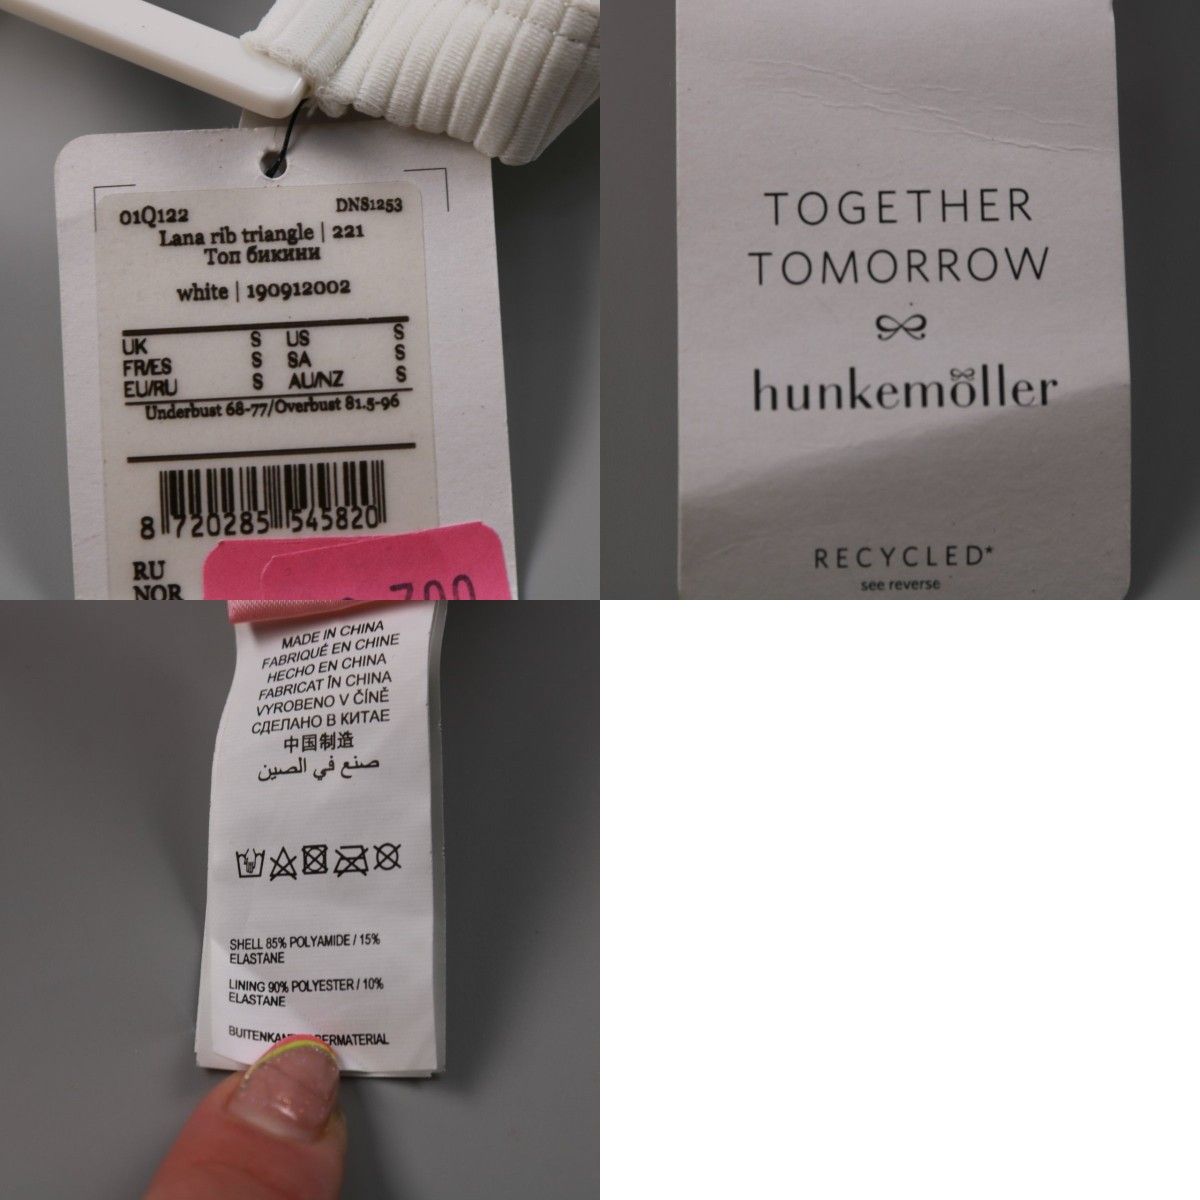 01Q122 DNS1253
Lana rib triangle | 221
Топ бикини
white | 190912002
UK S US S
FR/ES S SA S
EU/RU S AU/NZ S
Underbust 68-77/Overbust 81.5-96
8 720285 545820
RU
NOR
TOGETHER
TOMORROW
hunkemöller
RECYCLED*
see reverse
MADE IN CHINA
FABRIQUÉ EN CHINE
HECHO EN CHINA
FABRICAT ÎN CHINA
VYROBENO V ČÍNĚ
СДЕЛАНО В КИТАЕ
中国制造
صنع في الصين
SHELL 85% POLYAMIDE / 15%
ELASTANE
LINING 90% POLYESTER / 10%
ELASTANE